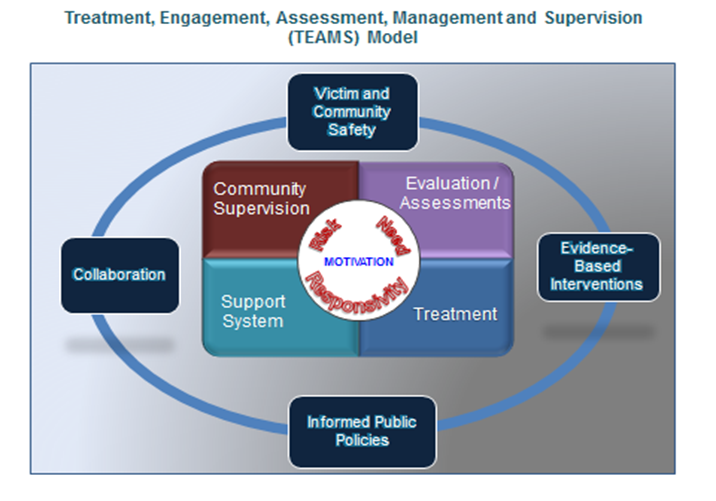 Treatment, Engagement, Assessment, Management and Supervision
(TEAMS) Model
Victim and
Community
Safety
Community
Supervision
Evaluation /
Assessments
Risk
Need
MOTIVATION
Responsivity
Collaboration
Evidence-
Based
Interventions
Support
System
Treatment
Informed Public
Policies